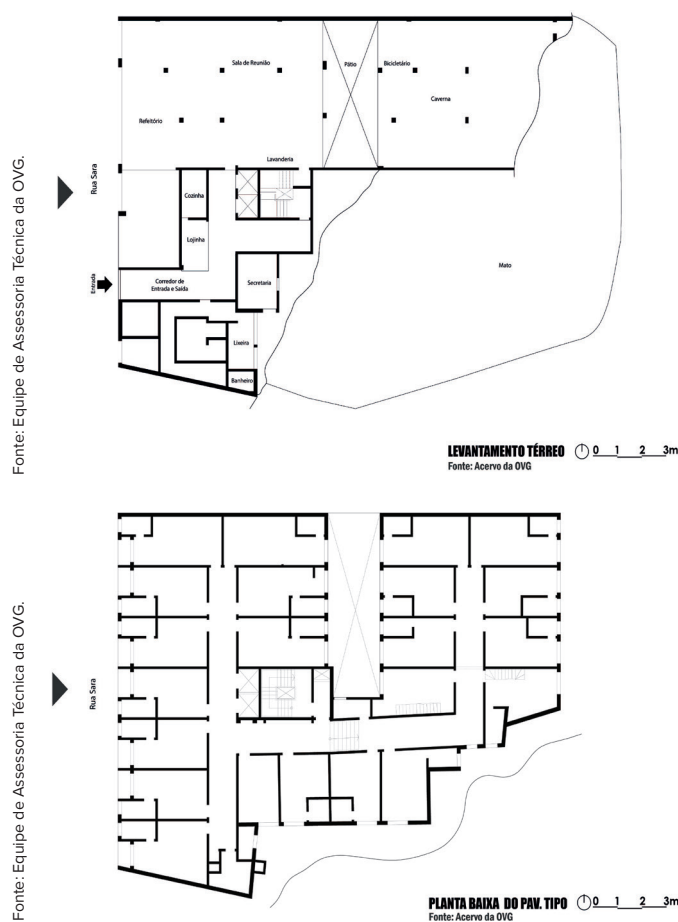 Fonte: Equipe de Assessoria Técnica da OVG.
Rua Sara
Entrada
Refeitório
Sala de Reunião
Pátio
Bicicletário
Caverna
Lavanderia
Cozinha
Lojinha
Corredor de
Entrada e Saída
Secretaria
Lixeira
Banheiro
Mato
LEVANTAMENTO TÉRREO 0 1 2 3m
Fonte: Acervo da OVG
Fonte: Equipe de Assessoria Técnica da OVG.
Rua Sara
PLANTA BAIXA DO PAV. TIPO 0 1 2 3m
Fonte: Acervo da OVG